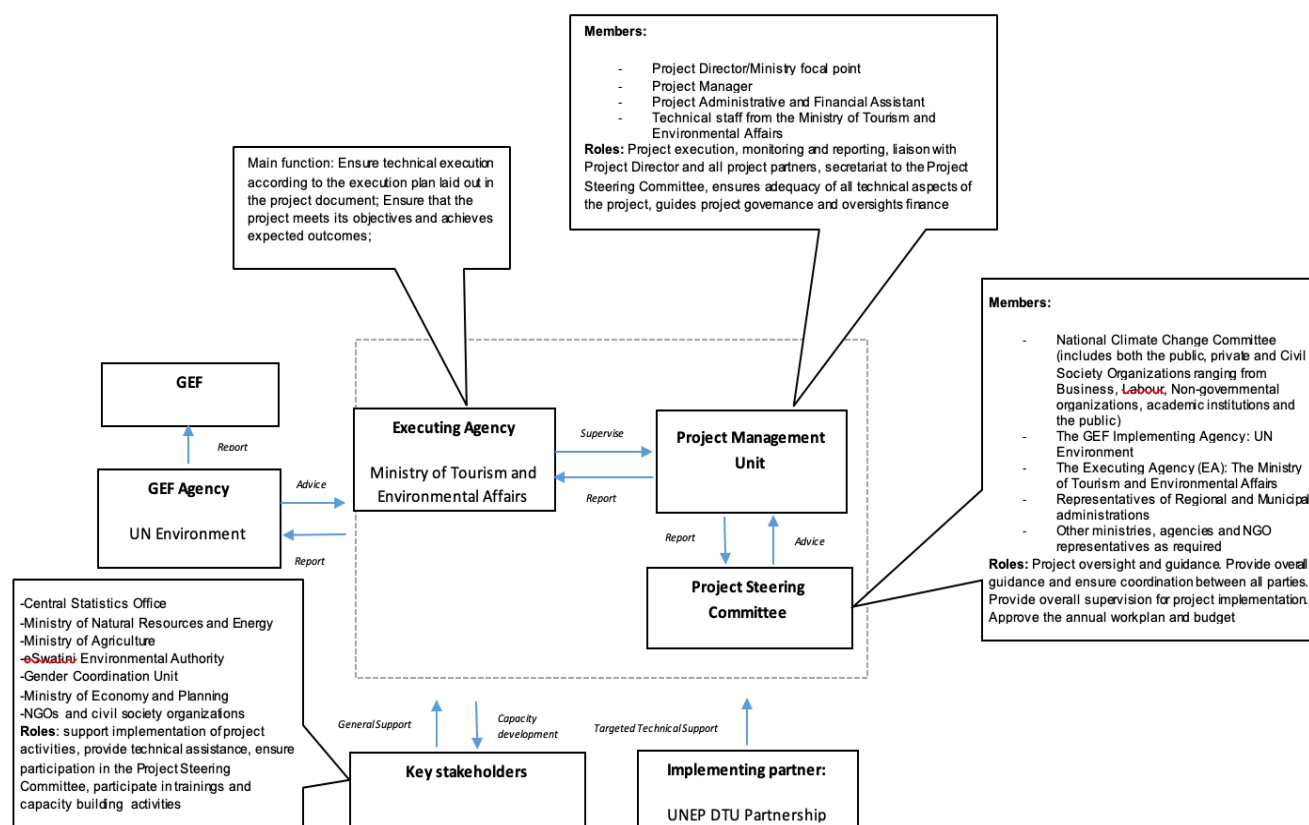 Members:
- Project Director/Ministry focal point
- Project Manager
- Project Administrative and Financial Assistant
- Technical staff from the Ministry of Tourism and
Environmental Affairs
Roles: Project execution, monitoring and reporting, liaison with
Project Director and all project partners, secretariat to the Project
Steering Committee, ensures adequacy of all technical aspects of
the project, guides project governance and oversights finance
Main function: Ensure technical execution
according to the execution plan laid out in
the project document; Ensure that the
project meets its objectives and achieves
expected outcomes;
Members:
- National Climate Change Committee
(includes both the public, private and Civil
Society Organizations ranging from
Business, Labour, Non-governmental
organizations, academic institutions and
the public)
- The GEF Implementing Agency: UN
Environment
- The Executing Agency (EA): The Ministry
of Tourism and Environmental Affairs
- Representatives of Regional and Municipal
administrations
- Other ministries, agencies and NGO
representatives as required
Roles: Project oversight and guidance. Provide overall
guidance and ensure coordination between all parties.
Provide overall supervision for project implementation.
Approve the annual workplan and budget
GEF
Report
GEF Agency
UN Environment
Advice
Report
Executing Agency
Ministry of Tourism and
Environmental Affairs
Supervise
Report
Project Management
Unit
Report
Advice
Project Steering
Committee
-Central Statistics Office
-Ministry of Natural Resources and Energy
-Ministry of Agriculture
-eSwatini Environmental Authority
-Gender Coordination Unit
-Ministry of Economy and Planning
-NGOs and civil society organizations
Roles: support implementation of project
activities, provide technical assistance, ensure
participation in the Project Steering
Committee, participate in trainings and
capacity building activities
General Support
Capacity
development
Targeted Technical Support
Key stakeholders
Implementing partner:
UNEP DTU Partnership